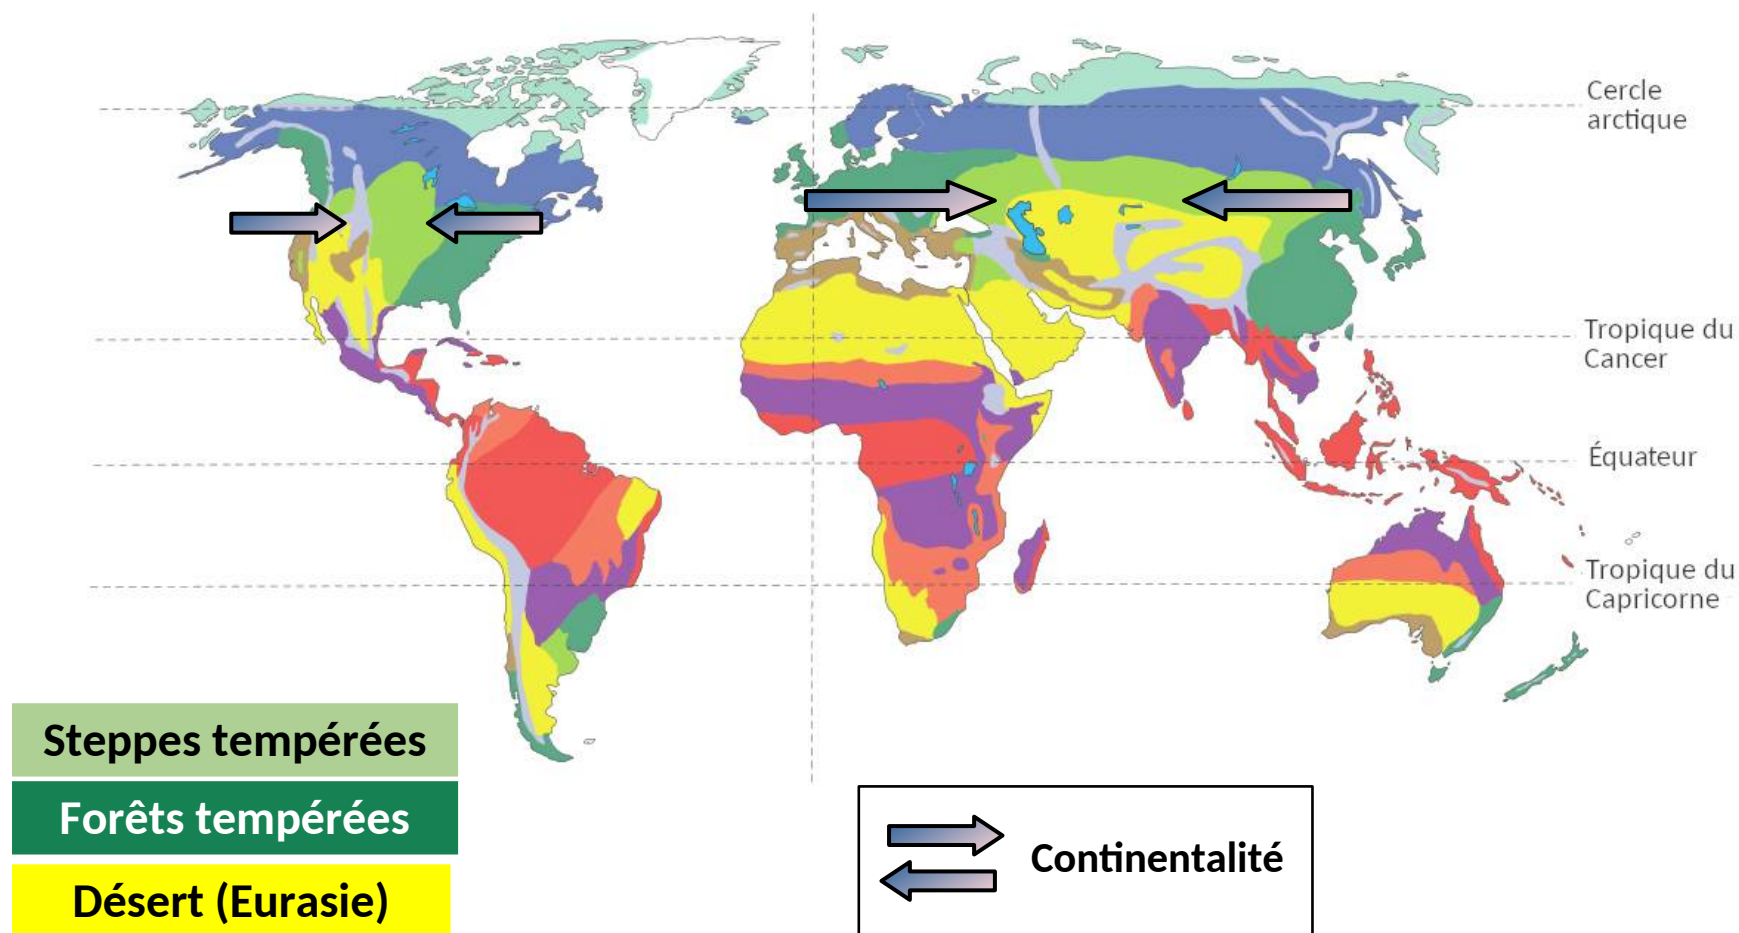 Cercle
arctique
Tropique du
Cancer
Équateur
Tropique du
Capricorne
Steppes tempérées
Forêts tempérées
Désert (Eurasie)
Continentalité